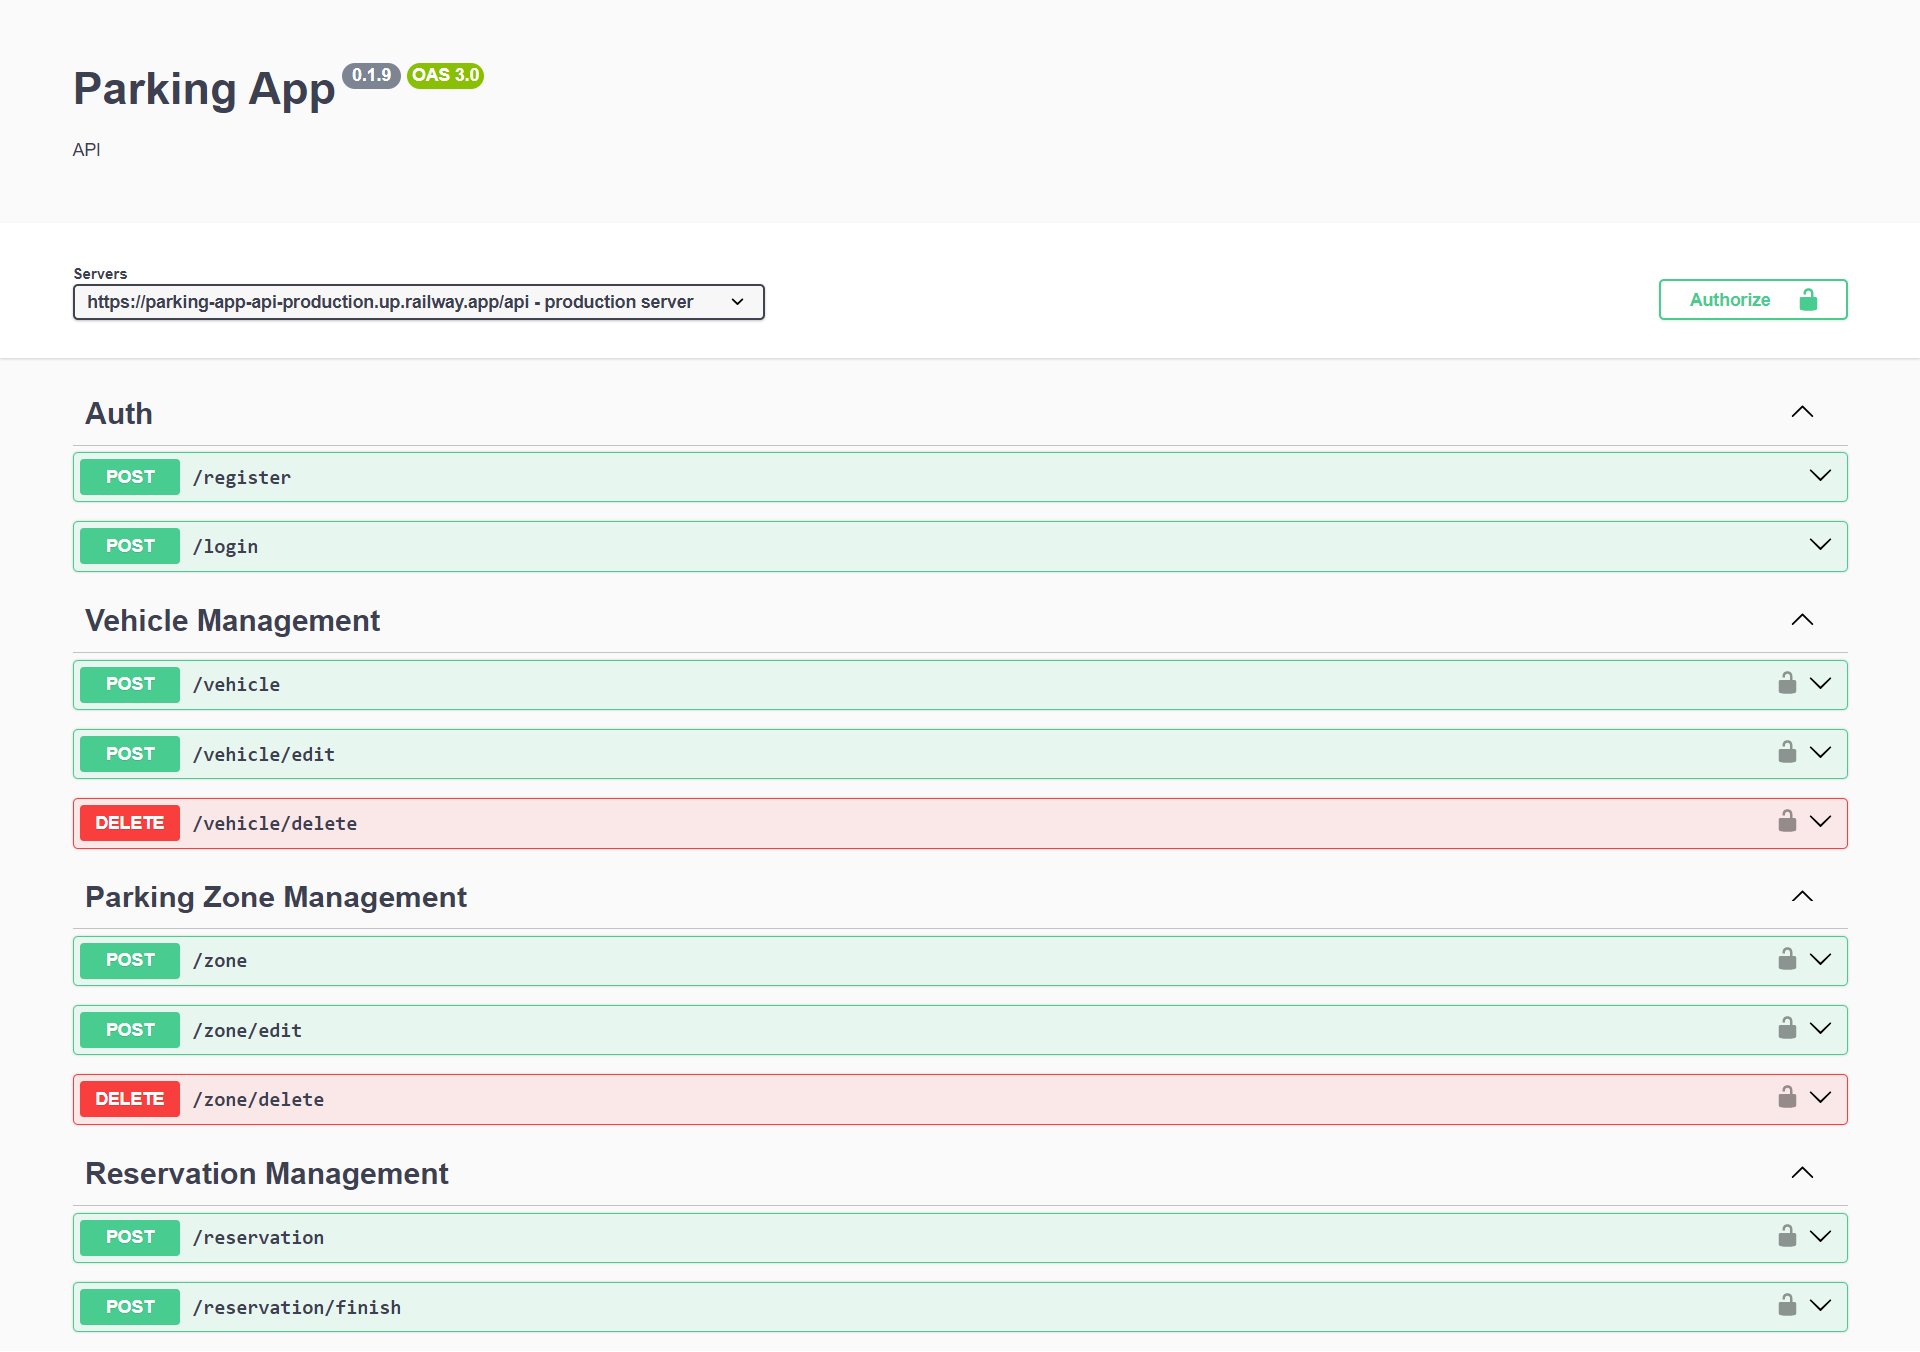 Parking App 0.1.9 OAS 3.0
API
Servers
https://parking-app-api-production.up.railway.app/api - production server
Authorize
Auth
POST /register
POST /login
Vehicle Management
POST /vehicle
POST /vehicle/edit
DELETE /vehicle/delete
Parking Zone Management
POST /zone
POST /zone/edit
DELETE /zone/delete
Reservation Management
POST /reservation
POST /reservation/finish